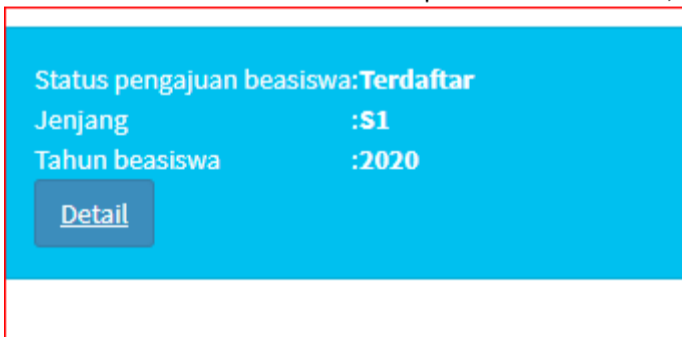 Status pengajuan beasiswa:Terdaftar
Jenjang :S1
Tahun beasiswa :2020
Detail